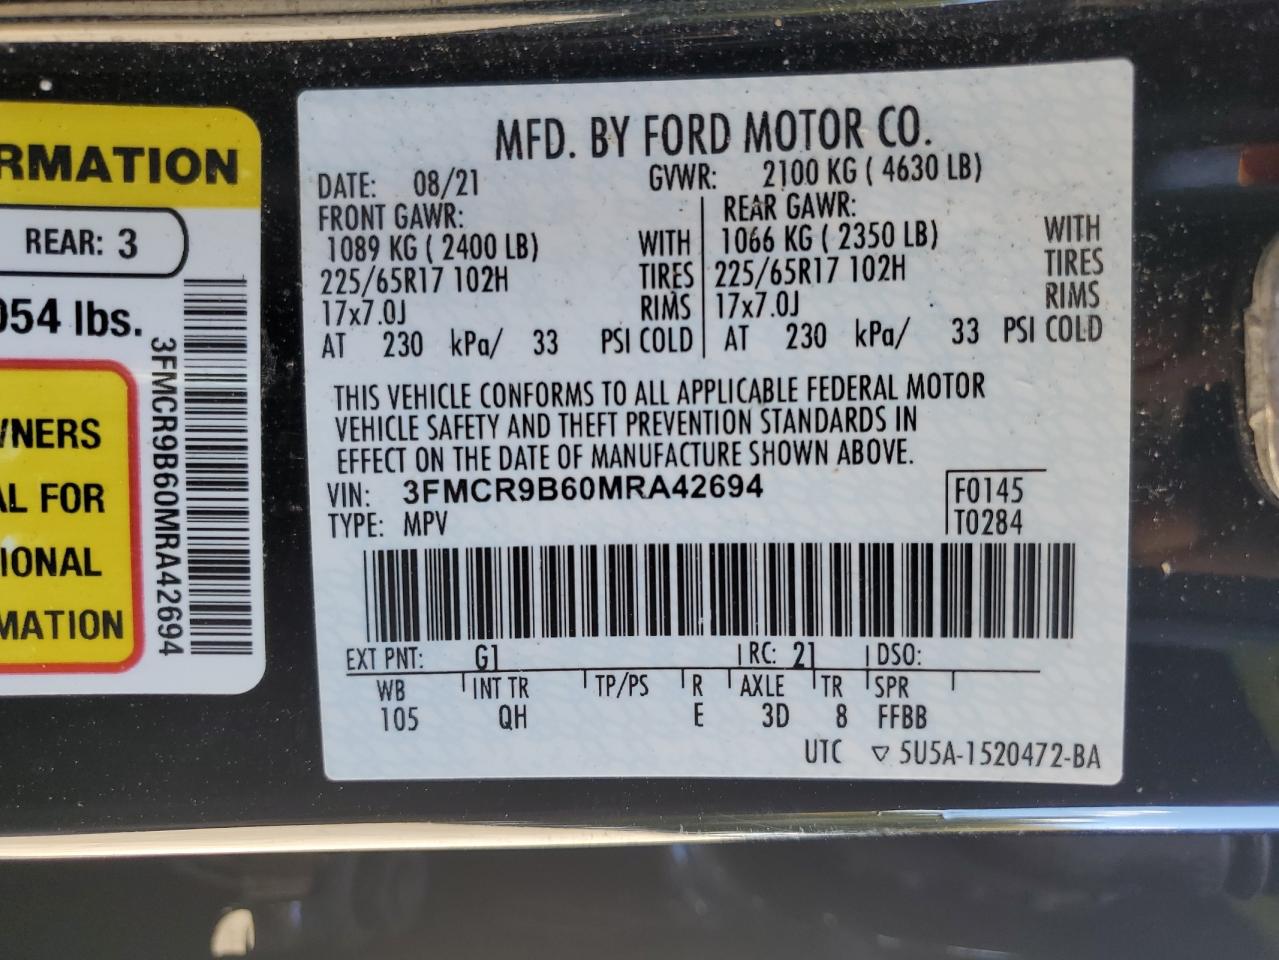 RMATION
REAR: 3
054 lbs.
WNERS
AL FOR
IONAL
MATION
3FMCR9B60MRA42694
MFD. BY FORD MOTOR CO.
DATE: 08/21 GVWR: 2100 KG ( 4630 LB)
FRONT GAWR: REAR GAWR:
1089 KG ( 2400 LB) WITH 1066 KG ( 2350 LB) WITH
225/65R17 102H TIRES 225/65R17 102H TIRES
17x7.0J RIMS 17x7.0J RIMS
AT 230 kPa/ 33 PSI COLD AT 230 kPa/ 33 PSI COLD
THIS VEHICLE CONFORMS TO ALL APPLICABLE FEDERAL MOTOR
VEHICLE SAFETY AND THEFT PREVENTION STANDARDS IN
EFFECT ON THE DATE OF MANUFACTURE SHOWN ABOVE.
VIN: 3FMCR9B60MRA42694 F0145
TYPE: MPV T0284
EXT PNT: G1 RC: 21 DSO:
WB INT TR TP/PS R AXLE TR SPR
105 QH E 3D 8 FFBB
UTC ▽ 5U5A-1520472-BA